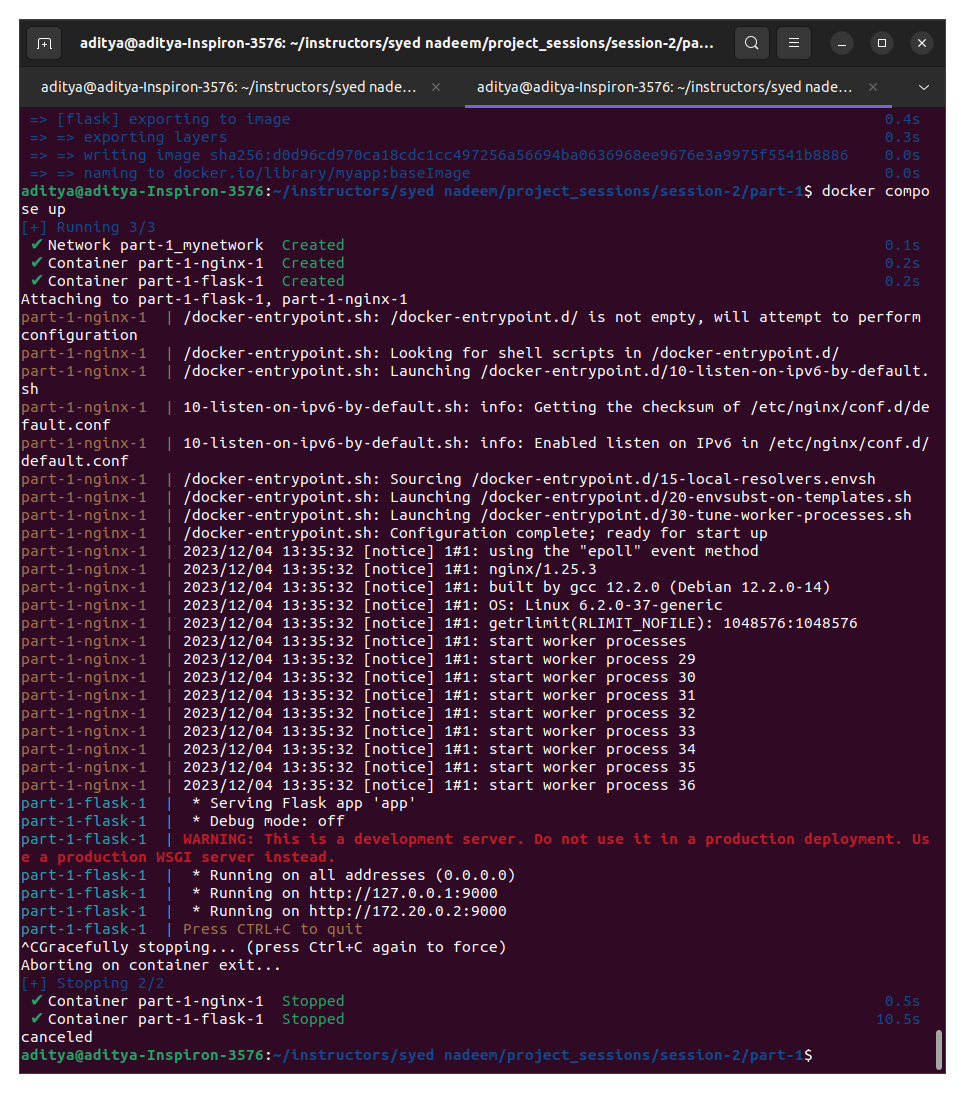 aditya@aditya-Inspiron-3576: ~/instructors/syed nadeem/project_sessions/session-2/pa...
aditya@aditya-Inspiron-3576: ~/instructors/syed nade... × aditya@aditya-Inspiron-3576: ~/instructors/syed nade... ×
=> [flask] exporting to image 0.4s
=> => exporting layers 0.3s
=> => writing image sha256:d0d96cd970ca18cdc1cc497256a56694ba0636968ee9676e3a9975f5541b8886 0.0s
=> => naming to docker.io/library/myapp:baseImage 0.0s
aditya@aditya-Inspiron-3576:~/instructors/syed nadeem/project_sessions/session-2/part-1$ docker compo
se up
[+] Running 3/3
✔ Network part-1_mynetwork Created 0.1s
✔ Container part-1-nginx-1 Created 0.2s
✔ Container part-1-flask-1 Created 0.2s
Attaching to part-1-flask-1, part-1-nginx-1
part-1-nginx-1 | /docker-entrypoint.sh: /docker-entrypoint.d/ is not empty, will attempt to perform
configuration
part-1-nginx-1 | /docker-entrypoint.sh: Looking for shell scripts in /docker-entrypoint.d/
part-1-nginx-1 | /docker-entrypoint.sh: Launching /docker-entrypoint.d/10-listen-on-ipv6-by-default.
sh
part-1-nginx-1 | 10-listen-on-ipv6-by-default.sh: info: Getting the checksum of /etc/nginx/conf.d/de
fault.conf
part-1-nginx-1 | 10-listen-on-ipv6-by-default.sh: info: Enabled listen on IPv6 in /etc/nginx/conf.d/
default.conf
part-1-nginx-1 | /docker-entrypoint.sh: Sourcing /docker-entrypoint.d/15-local-resolvers.envsh
part-1-nginx-1 | /docker-entrypoint.sh: Launching /docker-entrypoint.d/20-envsubst-on-templates.sh
part-1-nginx-1 | /docker-entrypoint.sh: Launching /docker-entrypoint.d/30-tune-worker-processes.sh
part-1-nginx-1 | /docker-entrypoint.sh: Configuration complete; ready for start up
part-1-nginx-1 | 2023/12/04 13:35:32 [notice] 1#1: using the "epoll" event method
part-1-nginx-1 | 2023/12/04 13:35:32 [notice] 1#1: nginx/1.25.3
part-1-nginx-1 | 2023/12/04 13:35:32 [notice] 1#1: built by gcc 12.2.0 (Debian 12.2.0-14)
part-1-nginx-1 | 2023/12/04 13:35:32 [notice] 1#1: OS: Linux 6.2.0-37-generic
part-1-nginx-1 | 2023/12/04 13:35:32 [notice] 1#1: getrlimit(RLIMIT_NOFILE): 1048576:1048576
part-1-nginx-1 | 2023/12/04 13:35:32 [notice] 1#1: start worker processes
part-1-nginx-1 | 2023/12/04 13:35:32 [notice] 1#1: start worker process 29
part-1-nginx-1 | 2023/12/04 13:35:32 [notice] 1#1: start worker process 30
part-1-nginx-1 | 2023/12/04 13:35:32 [notice] 1#1: start worker process 31
part-1-nginx-1 | 2023/12/04 13:35:32 [notice] 1#1: start worker process 32
part-1-nginx-1 | 2023/12/04 13:35:32 [notice] 1#1: start worker process 33
part-1-nginx-1 | 2023/12/04 13:35:32 [notice] 1#1: start worker process 34
part-1-nginx-1 | 2023/12/04 13:35:32 [notice] 1#1: start worker process 35
part-1-nginx-1 | 2023/12/04 13:35:32 [notice] 1#1: start worker process 36
part-1-flask-1 | * Serving Flask app 'app'
part-1-flask-1 | * Debug mode: off
part-1-flask-1 | WARNING: This is a development server. Do not use it in a production deployment. Us
e a production WSGI server instead.
part-1-flask-1 | * Running on all addresses (0.0.0.0)
part-1-flask-1 | * Running on http://127.0.0.1:9000
part-1-flask-1 | * Running on http://172.20.0.2:9000
part-1-flask-1 | Press CTRL+C to quit
^CGracefully stopping... (press Ctrl+C again to force)
Aborting on container exit...
[+] Stopping 2/2
✔ Container part-1-nginx-1 Stopped 0.5s
✔ Container part-1-flask-1 Stopped 10.5s
canceled
aditya@aditya-Inspiron-3576:~/instructors/syed nadeem/project_sessions/session-2/part-1$